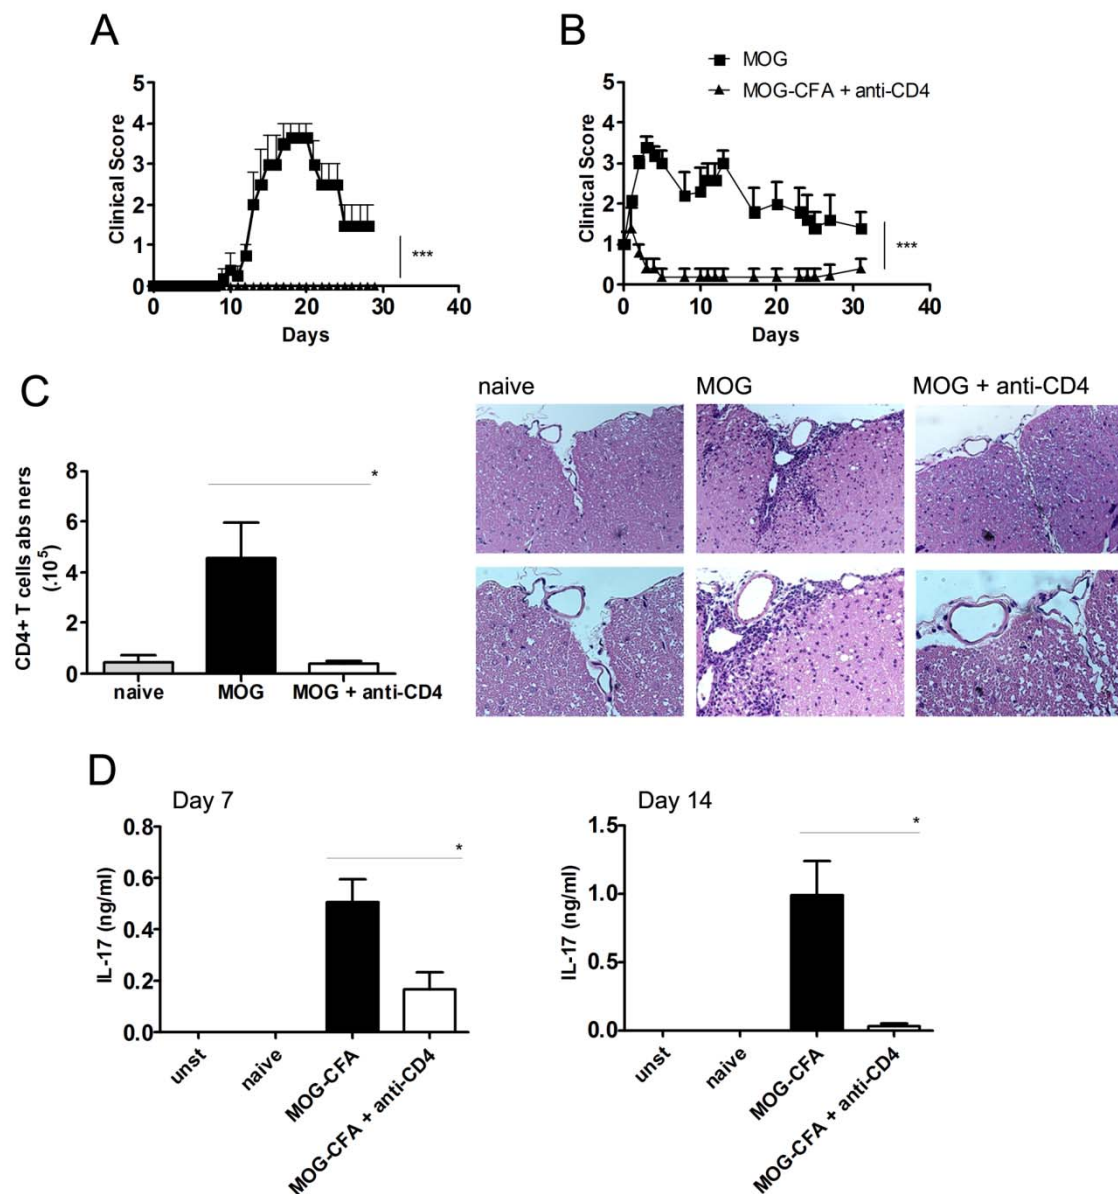 A
Clinical Score
5
4
3
2
1
0
0 10 20 30 40
Days
***
B
MOG
MOG-CFA + anti-CD4
Clinical Score
5
4
3
2
1
0
0 10 20 30 40
Days
***
C
CD4+ T cells abs ners
(.10⁵)
8
6
4
2
0
*
naive MOG MOG + anti-CD4
naive MOG MOG + anti-CD4
D
Day 7
IL-17 (ng/ml)
0.8
0.6
0.4
0.2
0.0
*
unst
naive
MOG-CFA
MOG-CFA + anti-CD4
Day 14
IL-17 (ng/ml)
1.5
1.0
0.5
0.0
*
unst
naive
MOG-CFA
MOG-CFA + anti-CD4